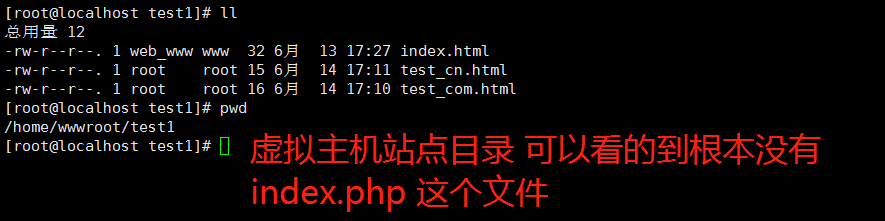 [root@localhost test1]# ll
总用量 12
-rw-r--r--. 1 web_www www  32 6月  13 17:27 index.html
-rw-r--r--. 1 root    root 15 6月  14 17:11 test_cn.html
-rw-r--r--. 1 root    root 16 6月  14 17:10 test_com.html
[root@localhost test1]# pwd
/home/wwwroot/test1
[root@localhost test1]#
虚拟主机站点目录 可以看的到根本没有
index.php 这个文件